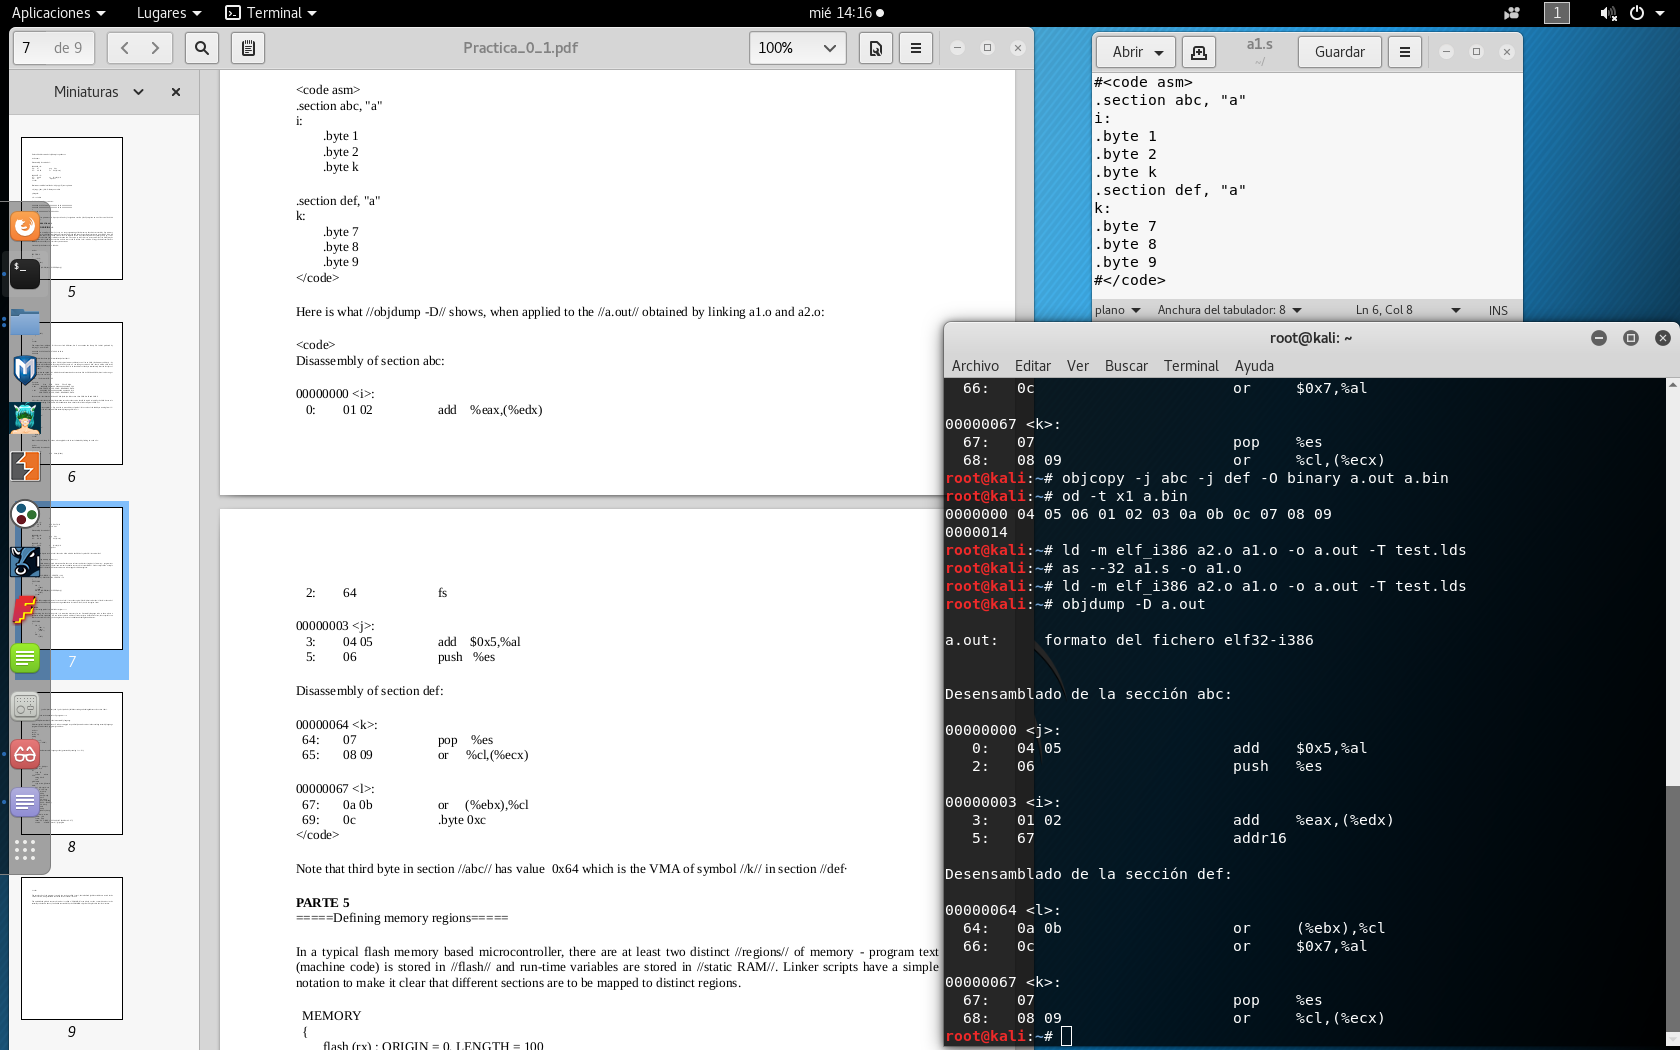 Aplicaciones Lugares Terminal mié 14:16 1
7 de 9 Practica_0_1.pdf 100%
Miniaturas
5
6
7
8
9
<code asm>
.section abc, "a"
i:
.byte 1
.byte 2
.byte k
.section def, "a"
k:
.byte 7
.byte 8
.byte 9
</code>
Here is what //objdump -D// shows, when applied to the //a.out// obtained by linking a1.o and a2.o:
<code>
Disassembly of section abc:
00000000 <i>:
0: 01 02 add %eax,(%edx)
2: 64 fs
00000003 <j>:
3: 04 05 add $0x5,%al
5: 06 push %es
Disassembly of section def:
00000064 <k>:
64: 07 pop %es
65: 08 09 or %cl,(%ecx)
00000067 <l>:
67: 0a 0b or (%ebx),%cl
69: 0c .byte 0xc
</code>
Note that third byte in section //abc// has value 0x64 which is the VMA of symbol //k// in section //def·
PARTE 5
=====Defining memory regions=====
In a typical flash memory based microcontroller, there are at least two distinct //regions// of memory - program text
(machine code) is stored in //flash// and run-time variables are stored in //static RAM//. Linker scripts have a simple
notation to make it clear that different sections are to be mapped to distinct regions.
MEMORY
{
flash (rx) : ORIGIN = 0, LENGTH = 100
Abrir a1.s Guardar
~/
#<code asm>
.section abc, "a"
i:
.byte 1
.byte 2
.byte k
.section def, "a"
k:
.byte 7
.byte 8
.byte 9
#</code>
plano Anchura del tabulador: 8 Ln 6, Col 8 INS
root@kali: ~
Archivo Editar Ver Buscar Terminal Ayuda
66: 0c or $0x7,%al
00000067 <k>:
67: 07 pop %es
68: 08 09 or %cl,(%ecx)
root@kali:~# objcopy -j abc -j def -O binary a.out a.bin
root@kali:~# od -t x1 a.bin
0000000 04 05 06 01 02 03 0a 0b 0c 07 08 09
0000014
root@kali:~# ld -m elf_i386 a2.o a1.o -o a.out -T test.lds
root@kali:~# as --32 a1.s -o a1.o
root@kali:~# ld -m elf_i386 a2.o a1.o -o a.out -T test.lds
root@kali:~# objdump -D a.out
a.out: formato del fichero elf32-i386
Desensamblado de la sección abc:
00000000 <j>:
0: 04 05 add $0x5,%al
2: 06 push %es
00000003 <i>:
3: 01 02 add %eax,(%edx)
5: 67 addr16
Desensamblado de la sección def:
00000064 <l>:
64: 0a 0b or (%ebx),%cl
66: 0c or $0x7,%al
00000067 <k>:
67: 07 pop %es
68: 08 09 or %cl,(%ecx)
root@kali:~#